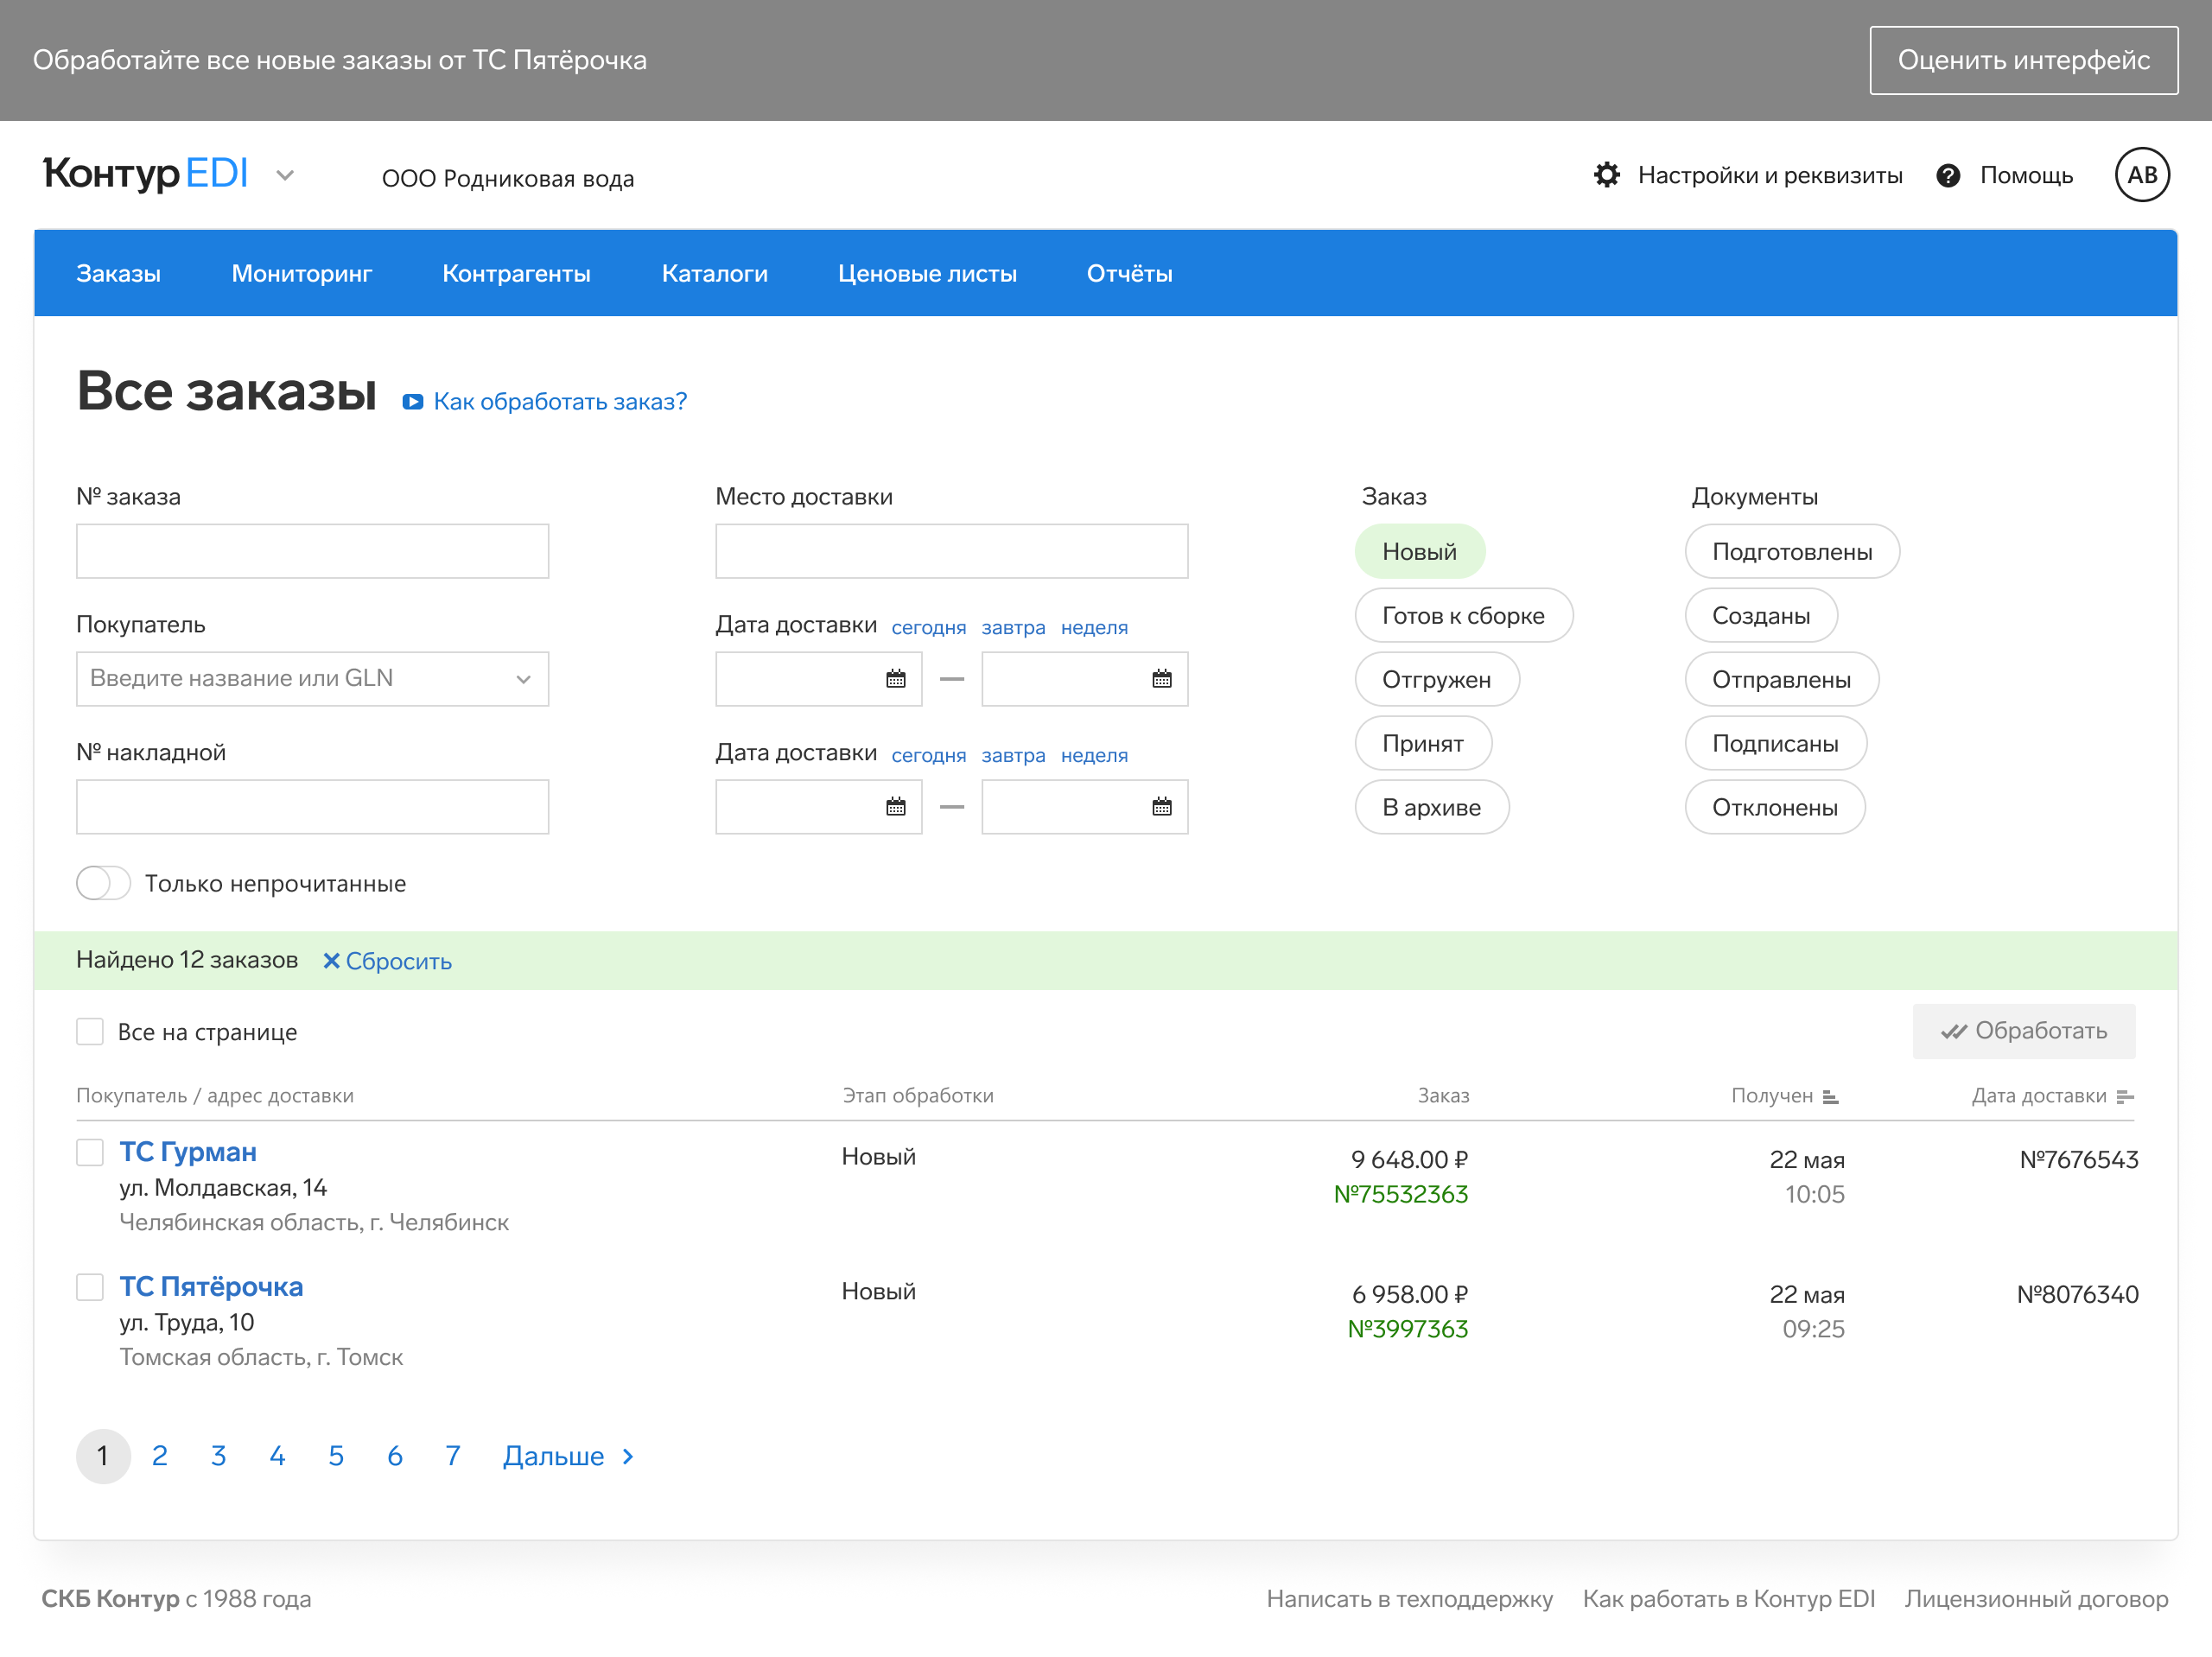 Обработайте все новые заказы от ТС Пятёрочка
Оценить интерфейс
Контур EDI
ООО Родниковая вода
Настройки и реквизиты
Помощь
АВ
Заказы Мониторинг Контрагенты Каталоги Ценовые листы Отчёты
Все заказы Как обработать заказ?
№ заказа
Место доставки
Заказ
Документы
Новый
Подготовлены
Готов к сборке
Созданы
Покупатель
Дата доставки сегодня завтра неделя
Введите название или GLN
Отгружен
Отправлены
№ накладной
Дата доставки сегодня завтра неделя
Принят
Подписаны
В архиве
Отклонены
Только непрочитанные
Найдено 12 заказов Сбросить
Все на странице
Обработать
Покупатель / адрес доставки Этап обработки Заказ Получен Дата доставки
ТС Гурман Новый 9 648.00 ₽ 22 мая №7676543
ул. Молдавская, 14 №75532363 10:05
Челябинская область, г. Челябинск
ТС Пятёрочка Новый 6 958.00 ₽ 22 мая №8076340
ул. Труда, 10 №3997363 09:25
Томская область, г. Томск
1 2 3 4 5 6 7 Дальше
СКБ Контур с 1988 года
Написать в техподдержку Как работать в Контур EDI Лицензионный договор